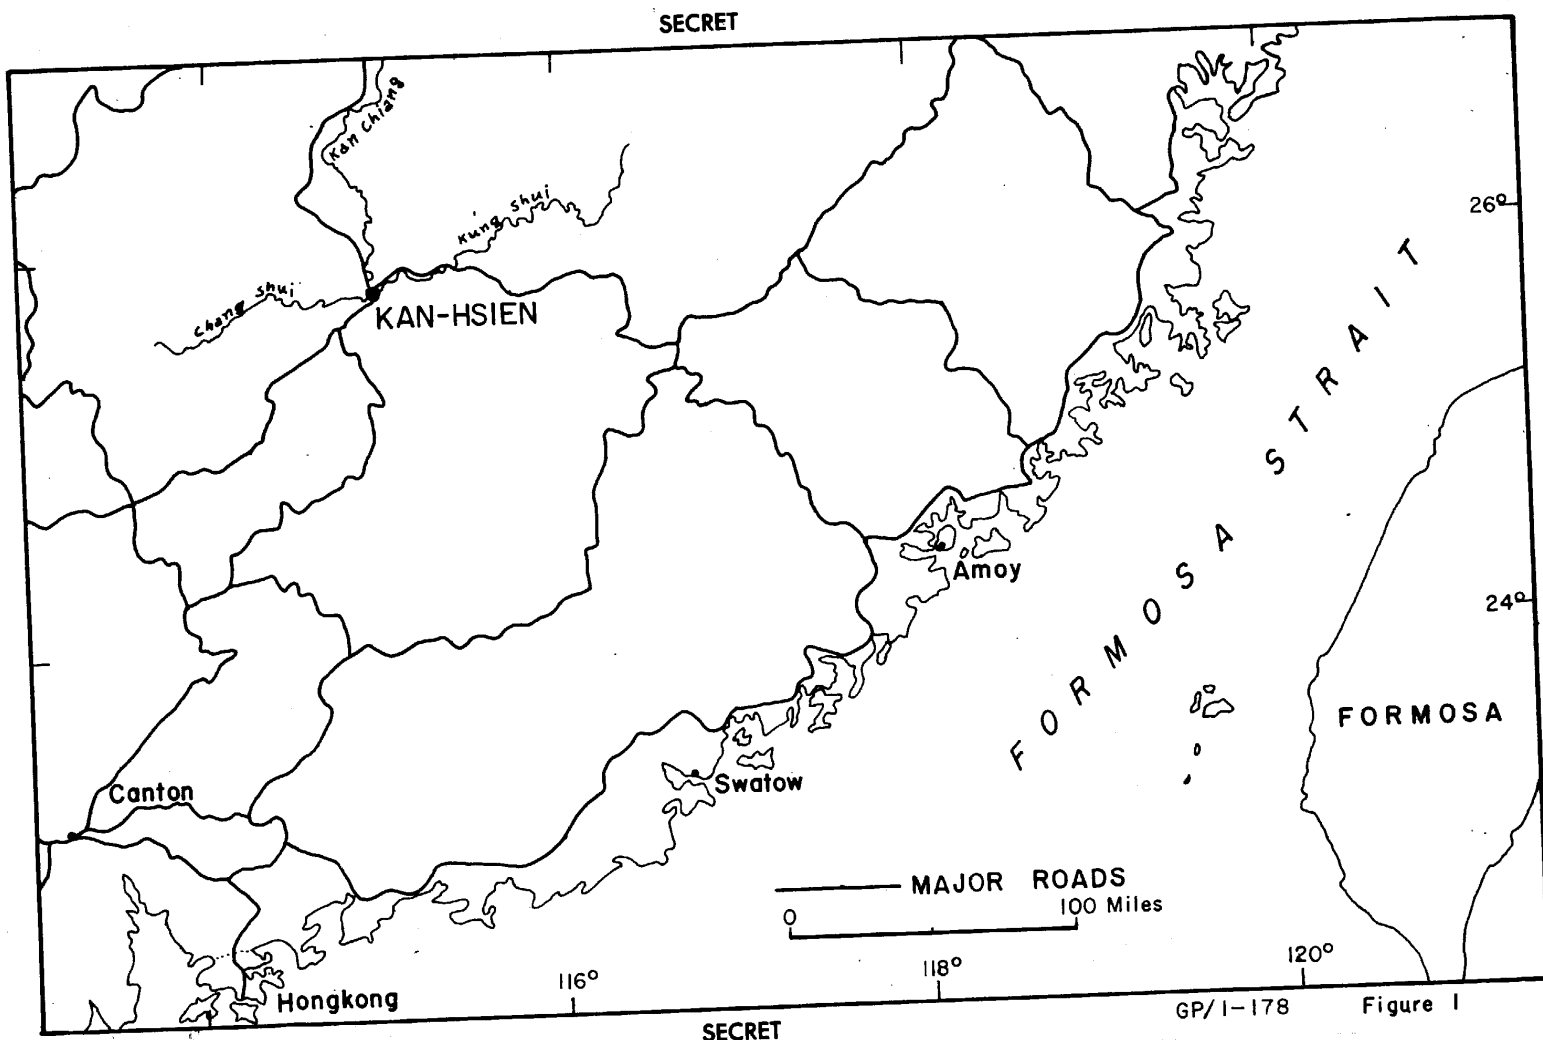 SECRET
Kan Chiang
Kung Shui
26°
chang shui
KAN-HSIEN
FORMOSA STRAIT
Amoy
24°
FORMOSA
Swatow
Canton
MAJOR ROADS
0 100 Miles
116° 118° 120°
Hongkong
GP/1-178 Figure 1
SECRET